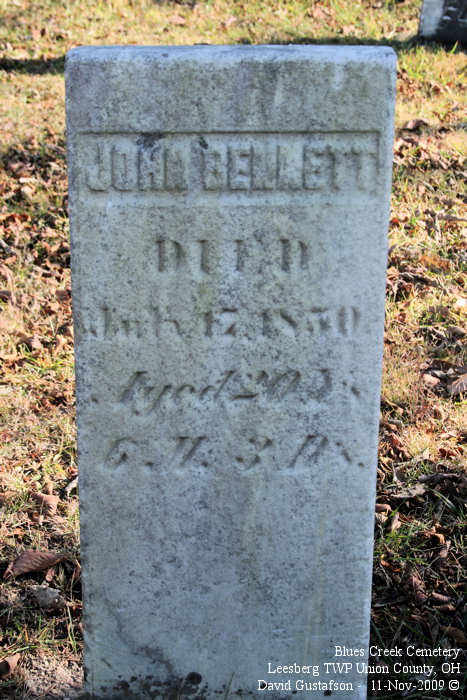 JOHN BENNETT
DIED
July 17 1850
Aged 20 Ys.
6. M. 3 Ds.
Blues Creek Cemetery
Leesberg TWP Union County, OH
David Gustafson - 11-Nov-2009 ©